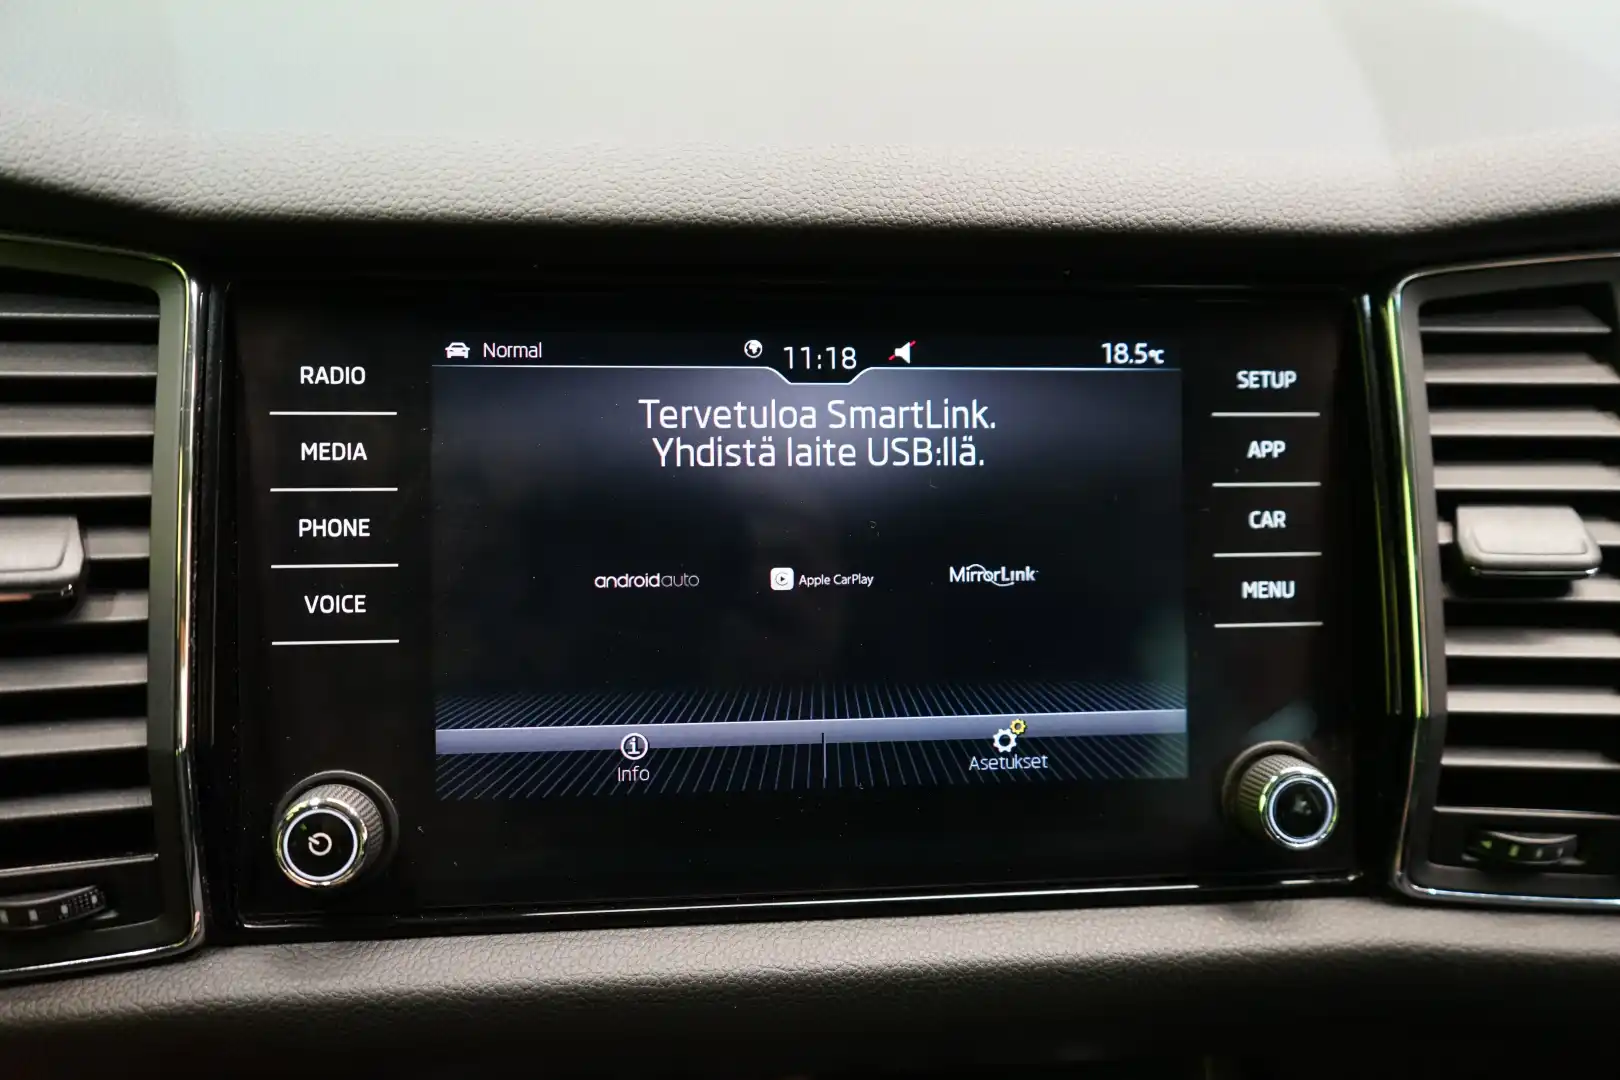 Normal
11:18
18.5°C
RADIO
MEDIA
PHONE
VOICE
Tervetuloa SmartLink.
Yhdistä laite USB:llä.
androidauto
Apple CarPlay
MirrorLink
Info
Asetukset
SETUP
APP
CAR
MENU